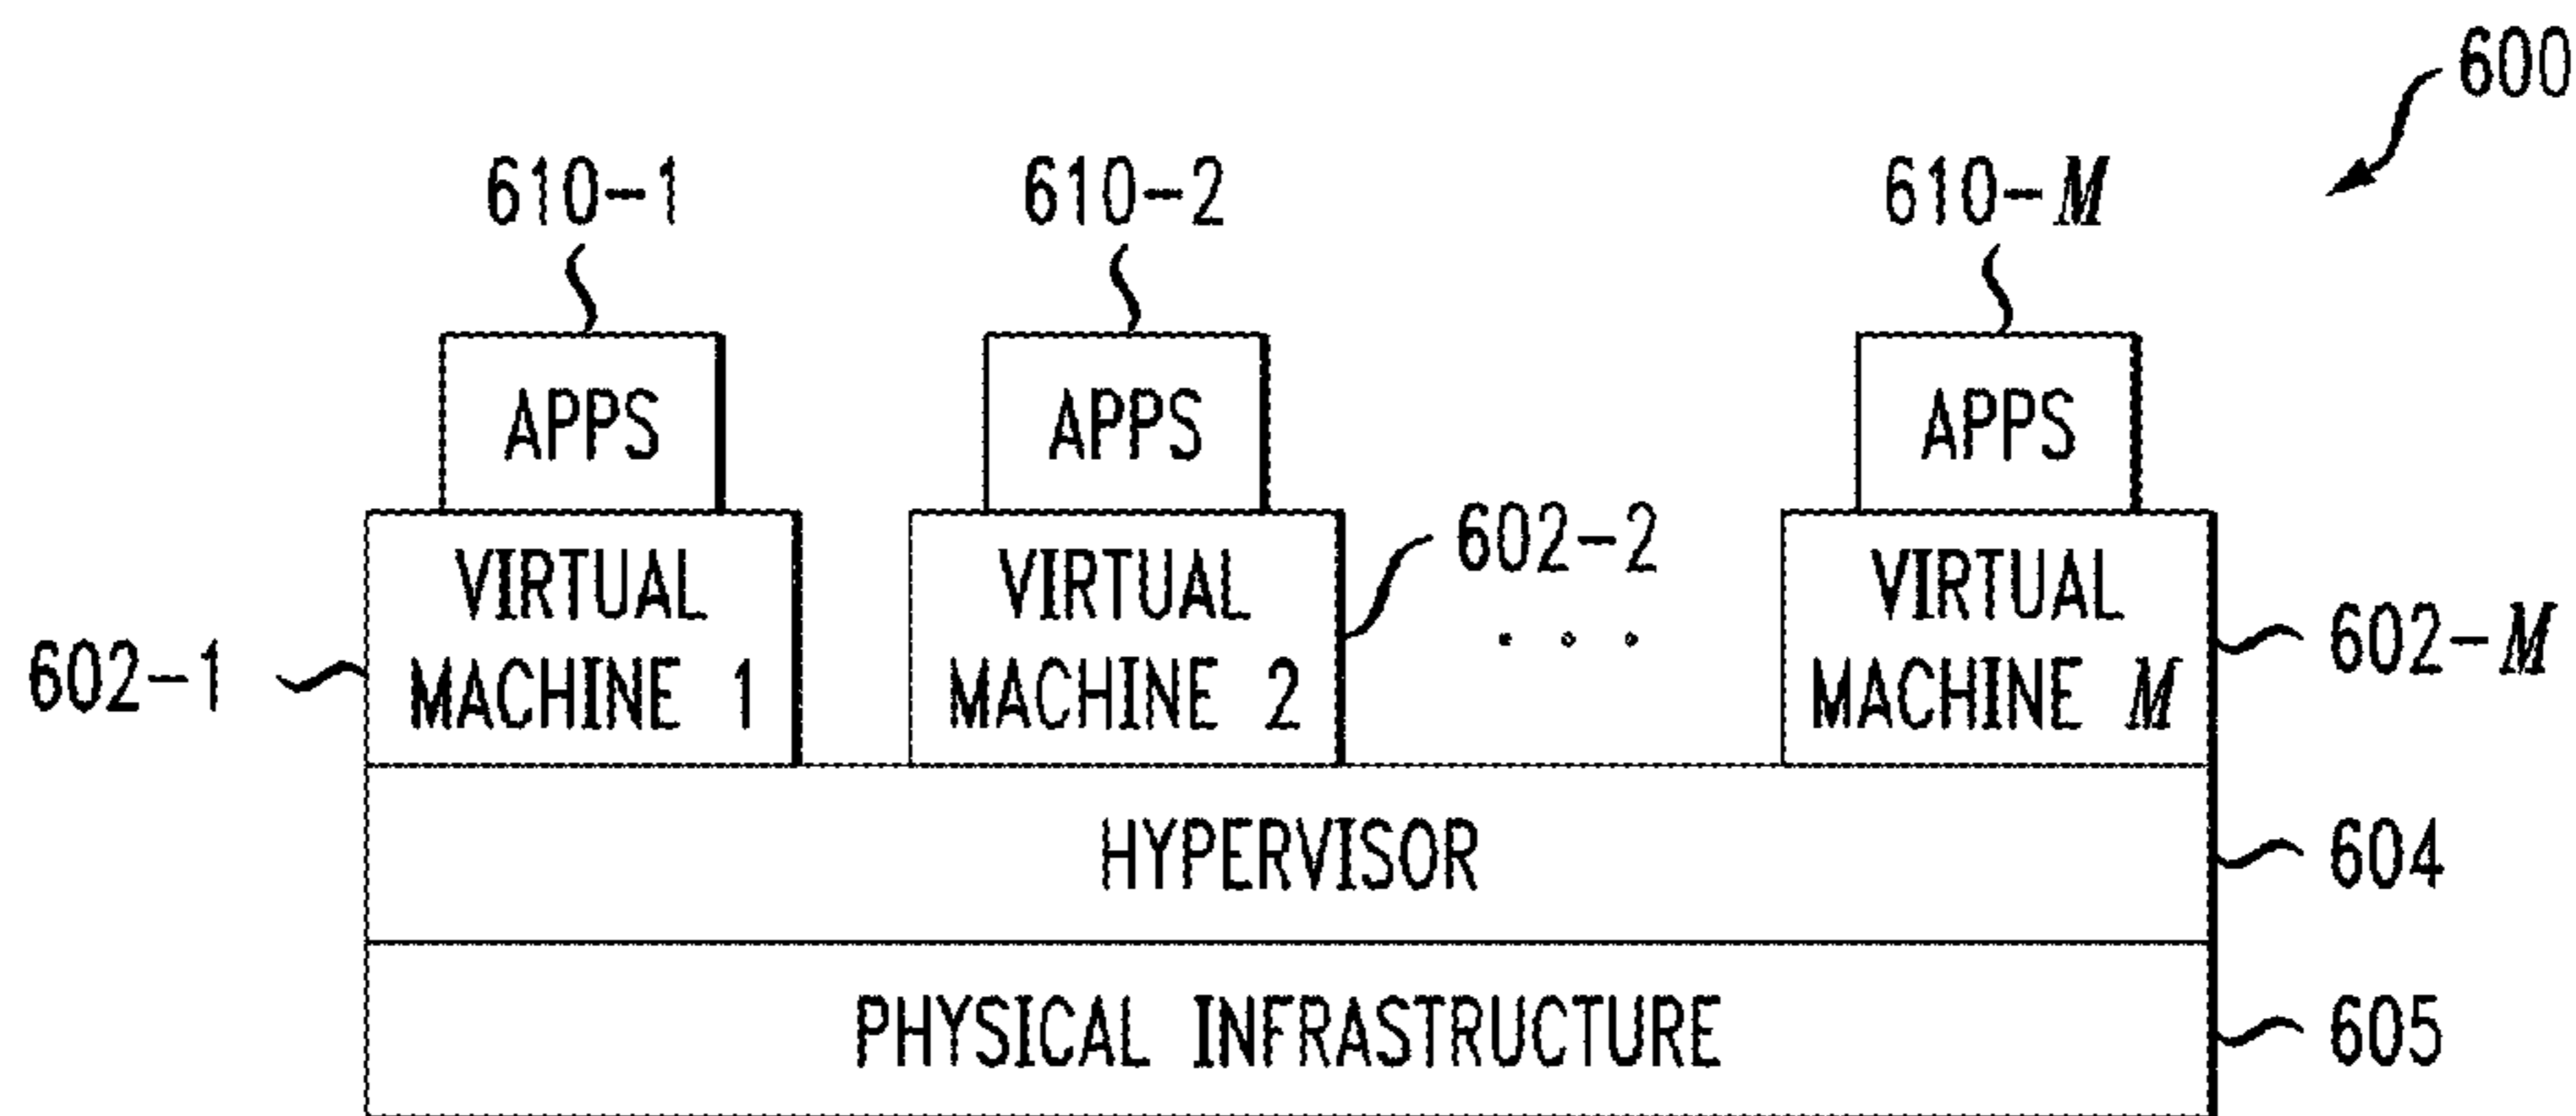 600
610-1 610-2 610-M
APPS APPS APPS
602-2
VIRTUAL VIRTUAL VIRTUAL
602-1 MACHINE 1 MACHINE 2 . . . MACHINE M 602-M
HYPERVISOR 604
PHYSICAL INFRASTRUCTURE 605